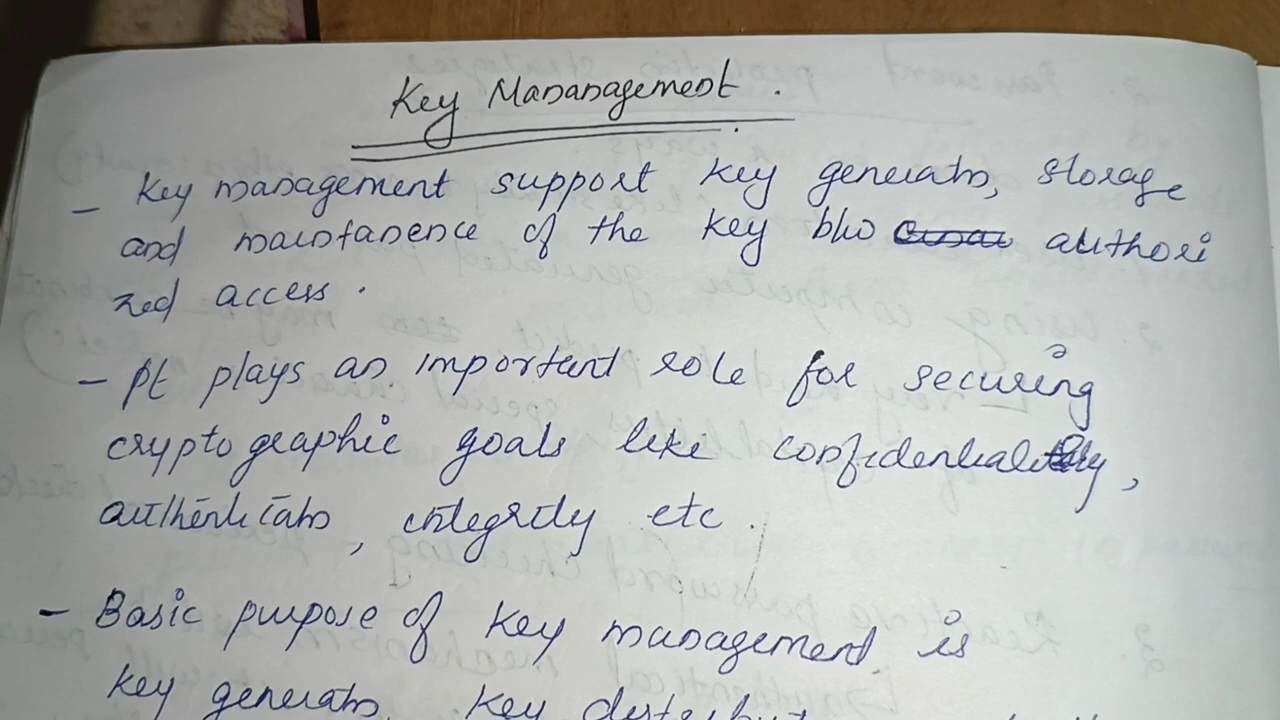 Key Mananagement .
- Key management support key generatn, storage
and maintanence of the key b/w authori
zed access .
- It plays an important role for securing
cryptographic goals like confidentiality,
authenticatn, integrity etc .
- Basic purpose of key management is
key generatn, key